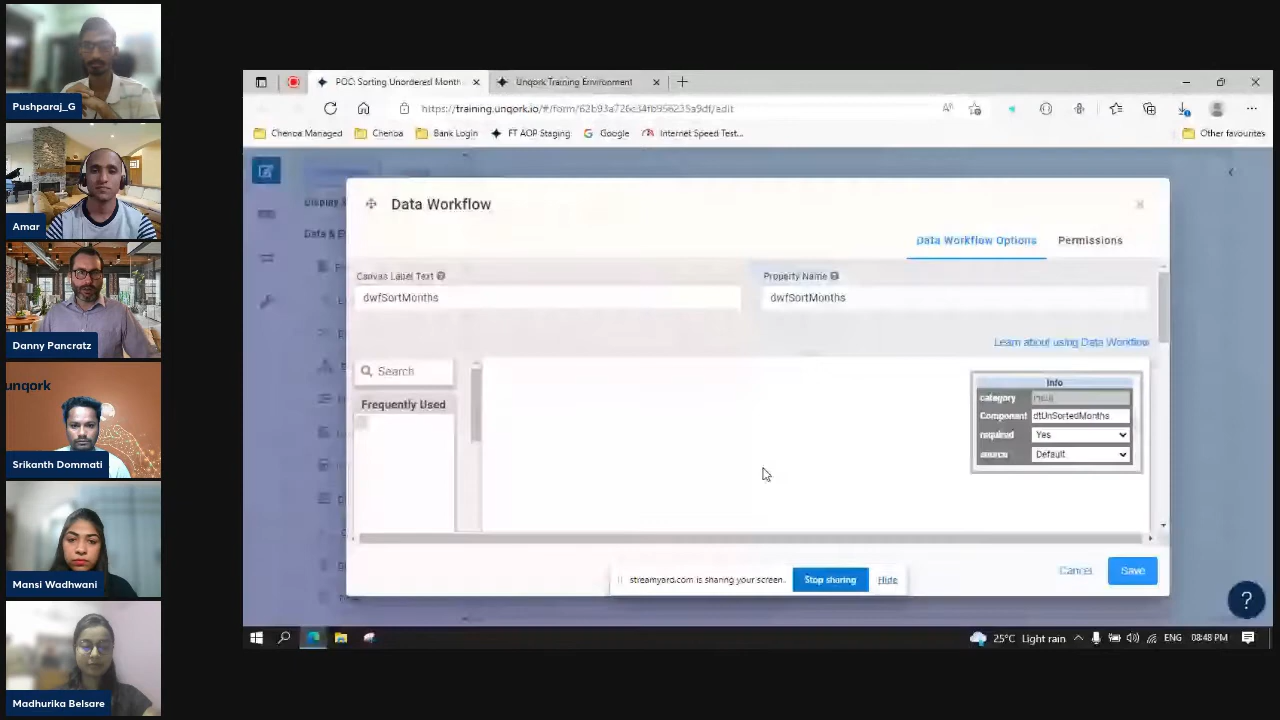 Pushparaj_G
Amar
Danny Pancratz
unqork
Srikanth Dommati
Mansi Wadhwani
Madhurika Belsare
POC: Sorting Unordered Month
Unqork Training Environment
https://training.unqork.io/#/form/62b93a726c34fb956235a9df/edit
Chenoa Managed
Chenoa
Bank Login
FT AOP Staging
Google
Internet Speed Test...
Other favourites
Display
Data & E
Data Workflow
Data Workflow Options
Permissions
Canvas Label Text
Property Name
dwfSortMonths
dwfSortMonths
Learn about using Data Workflow
Search
Frequently Used
Info
category
Component dtUnSortedMonths
required Yes
source Default
streamyard.com is sharing your screen.
Stop sharing
Hide
Cancel
Save
?
25°C Light rain
ENG
08:48 PM